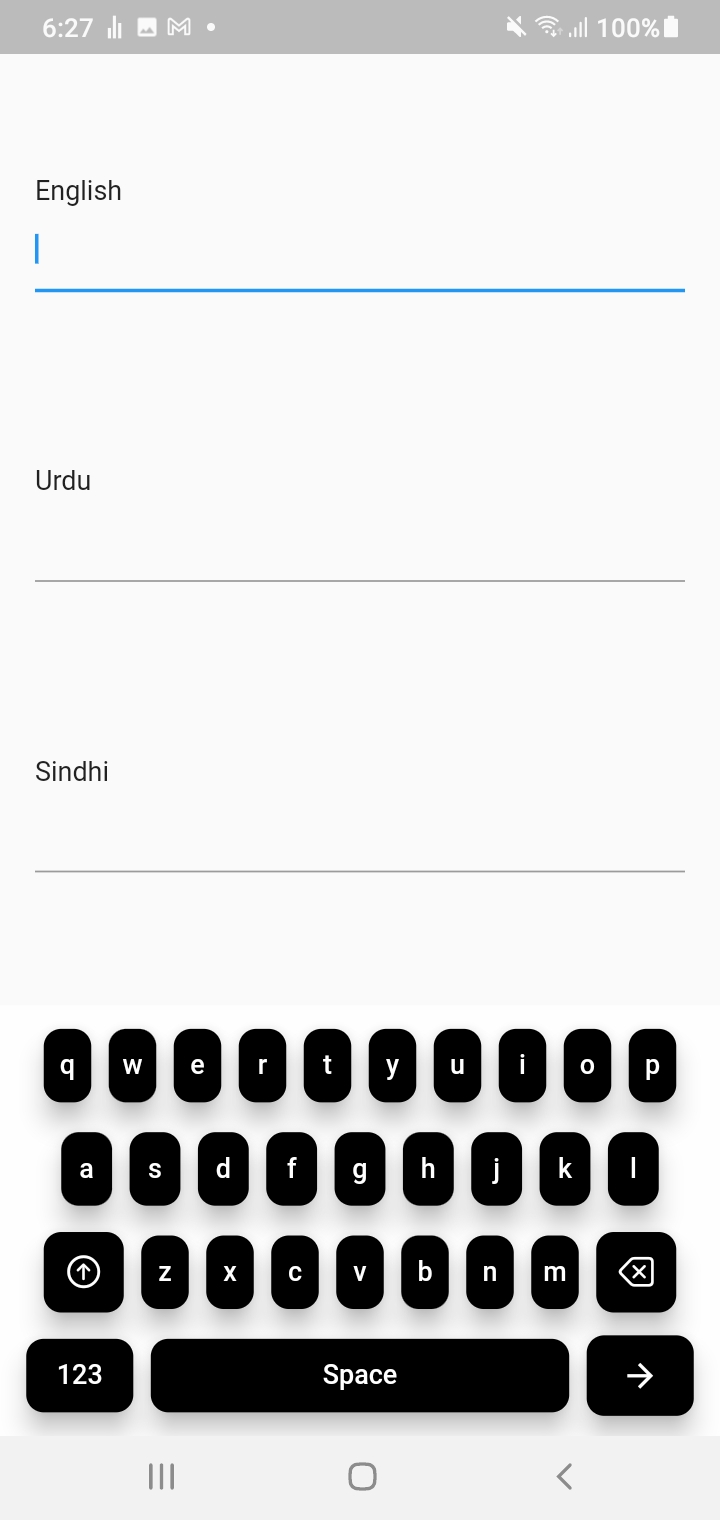 6:27 100%
English
Urdu
Sindhi
q w e r t y u i o p
a s d f g h j k l
z x c v b n m
123 Space